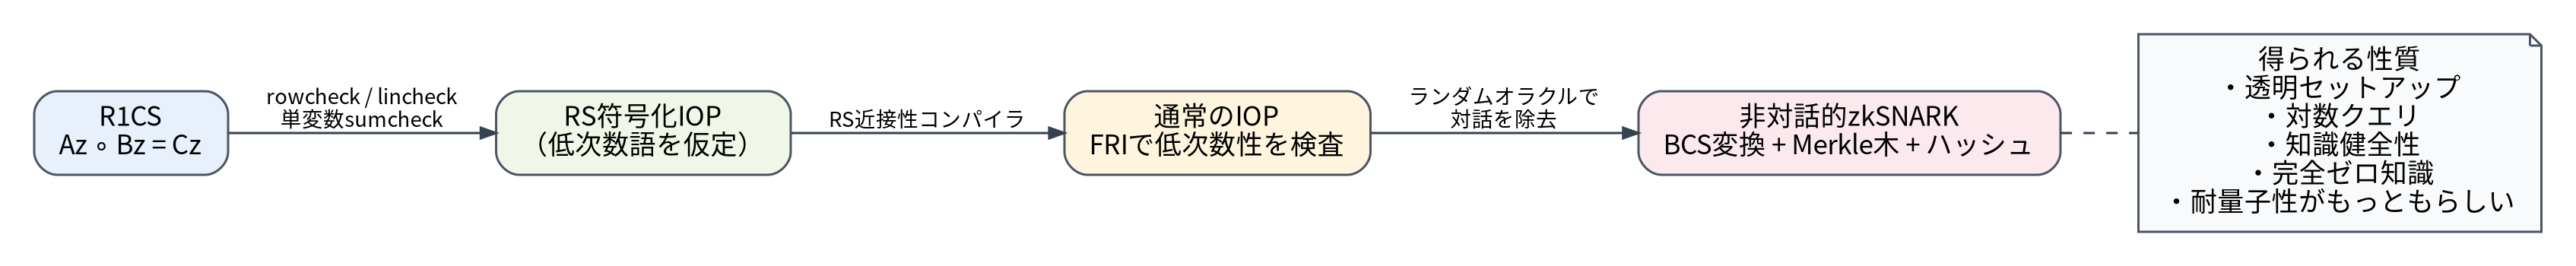 R1CS
Az ∘ Bz = Cz
rowcheck / lincheck
単変数sumcheck
RS符号化IOP
（低次数語を仮定）
RS近接性コンパイラ
通常のIOP
FRIで低次数性を検査
ランダムオラクルで
対話を除去
非対話的zkSNARK
BCS変換 + Merkle木 + ハッシュ
得られる性質
・透明セットアップ
・対数クエリ
・知識健全性
・完全ゼロ知識
・耐量子性がもっともらしい